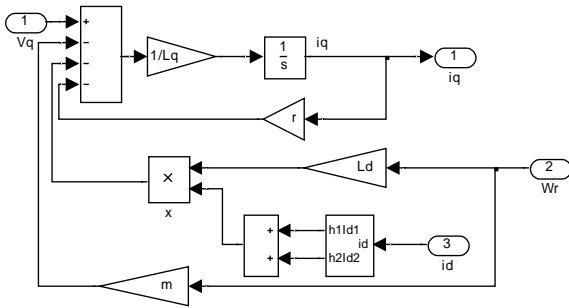 1
Vq
+
−
−
−
1/Lq
1
s
iq
1
iq
r
×
x
Ld
2
Wr
+
+
h1Id1
id
h2Id2
3
id
m